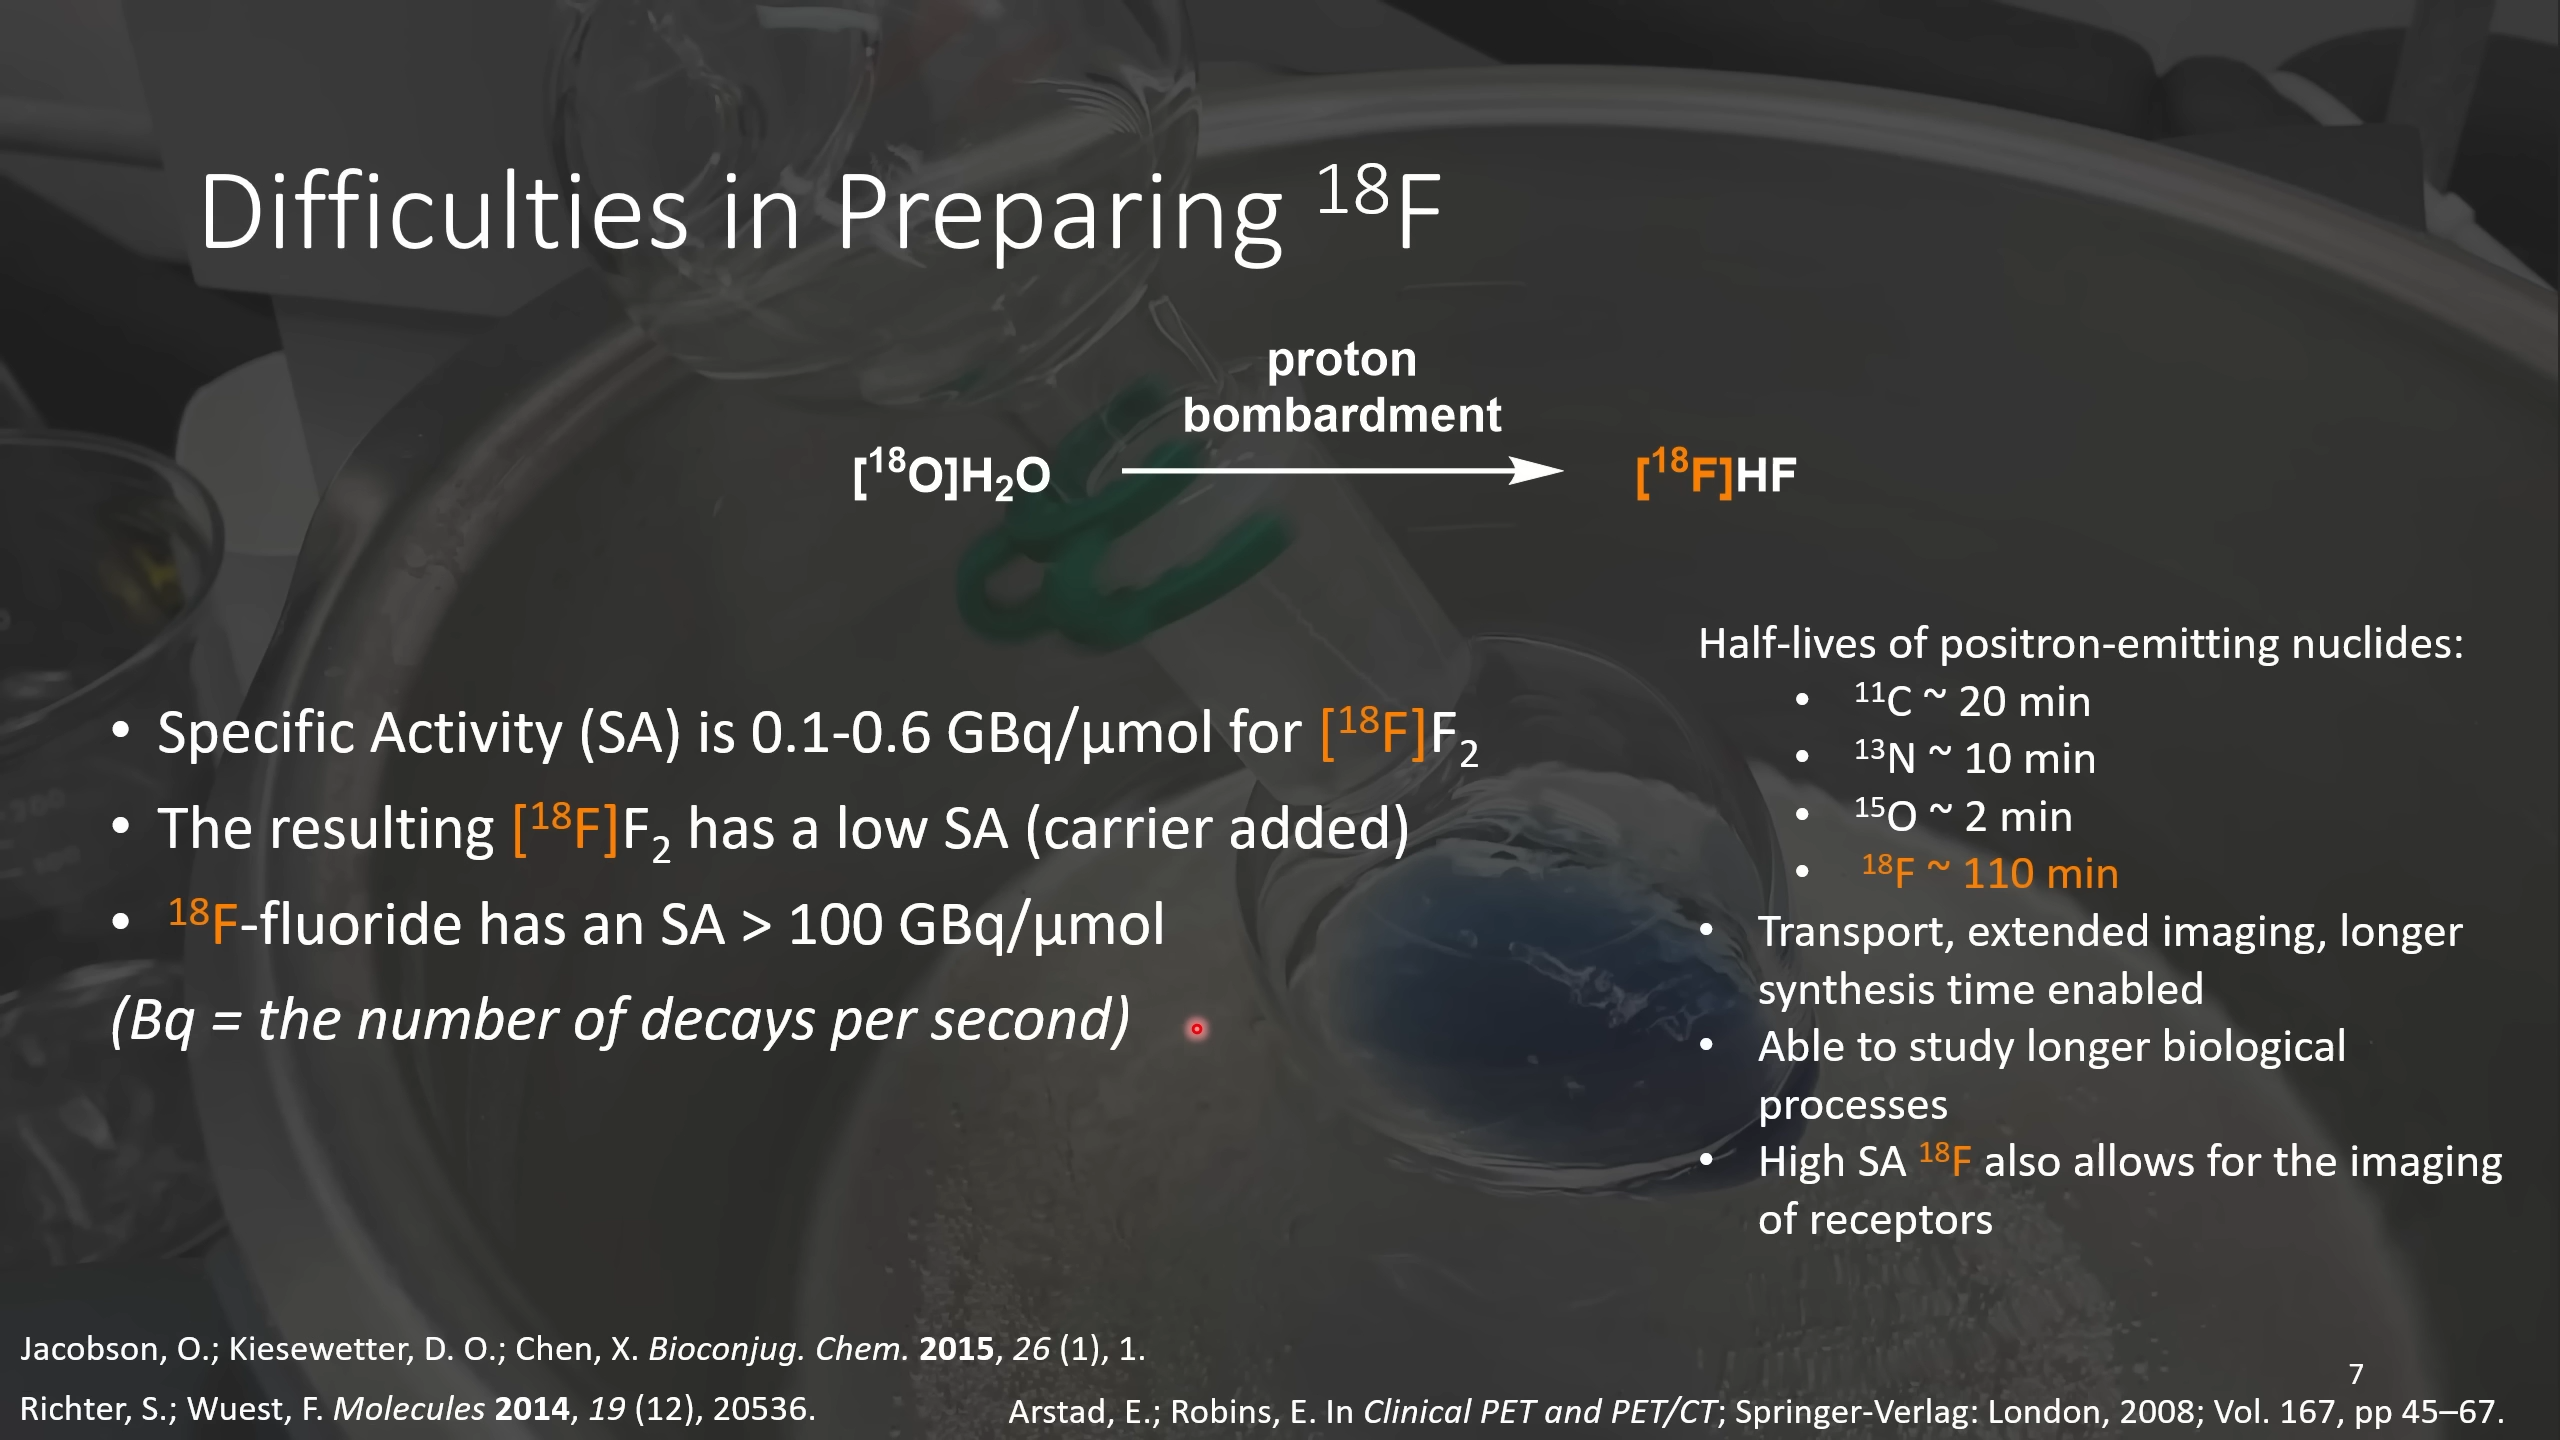 Difficulties in Preparing ¹⁸F
proton
bombardment
[¹⁸O]H₂O
[¹⁸F]HF
• Specific Activity (SA) is 0.1-0.6 GBq/µmol for [¹⁸F]F₂
• The resulting [¹⁸F]F₂ has a low SA (carrier added)
• ¹⁸F-fluoride has an SA > 100 GBq/µmol
(Bq = the number of decays per second)
Half-lives of positron-emitting nuclides:
• ¹¹C ~ 20 min
• ¹³N ~ 10 min
• ¹⁵O ~ 2 min
• ¹⁸F ~ 110 min
• Transport, extended imaging, longer
synthesis time enabled
• Able to study longer biological
processes
• High SA ¹⁸F also allows for the imaging
of receptors
Jacobson, O.; Kiesewetter, D. O.; Chen, X. Bioconjug. Chem. 2015, 26 (1), 1.
Richter, S.; Wuest, F. Molecules 2014, 19 (12), 20536.
7
Arstad, E.; Robins, E. In Clinical PET and PET/CT; Springer-Verlag: London, 2008; Vol. 167, pp 45–67.